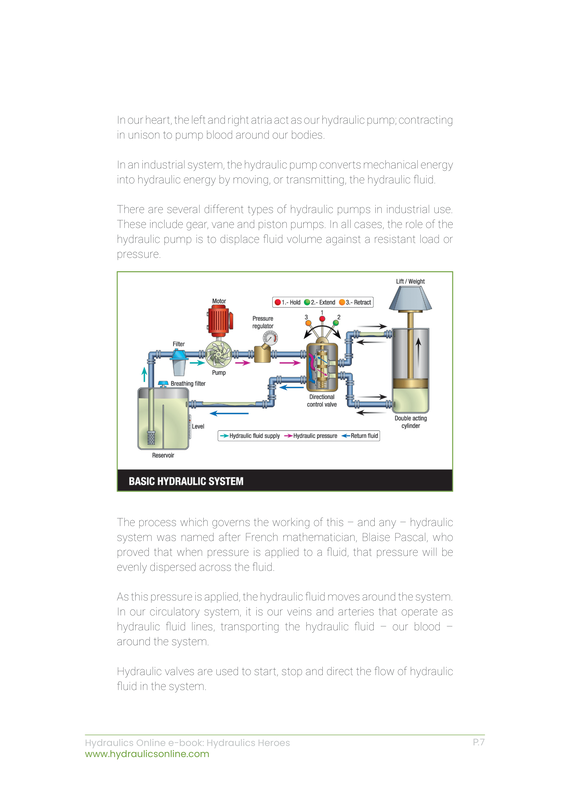 In our heart, the left and right atria act as our hydraulic pump; contracting
in unison to pump blood around our bodies.
In an industrial system, the hydraulic pump converts mechanical energy
into hydraulic energy by moving, or transmitting, the hydraulic fluid.
There are several different types of hydraulic pumps in industrial use.
These include gear, vane and piston pumps. In all cases, the role of the
hydraulic pump is to displace fluid volume against a resistant load or
pressure.
Lift / Weight
Motor
1.- Hold 2.- Extend 3.- Retract
Pressure
regulator
3 1 2
Filter
Pump
Breathing filter
Directional
control valve
Double acting
cylinder
Level
Hydraulic fluid supply Hydraulic pressure Return fluid
Reservoir
BASIC HYDRAULIC SYSTEM
The process which governs the working of this – and any – hydraulic
system was named after French mathematician, Blaise Pascal, who
proved that when pressure is applied to a fluid, that pressure will be
evenly dispersed across the fluid.
As this pressure is applied, the hydraulic fluid moves around the system.
In our circulatory system, it is our veins and arteries that operate as
hydraulic fluid lines, transporting the hydraulic fluid – our blood –
around the system.
Hydraulic valves are used to start, stop and direct the flow of hydraulic
fluid in the system.
Hydraulics Online e-book: Hydraulics Heroes P.7
www.hydraulicsonline.com